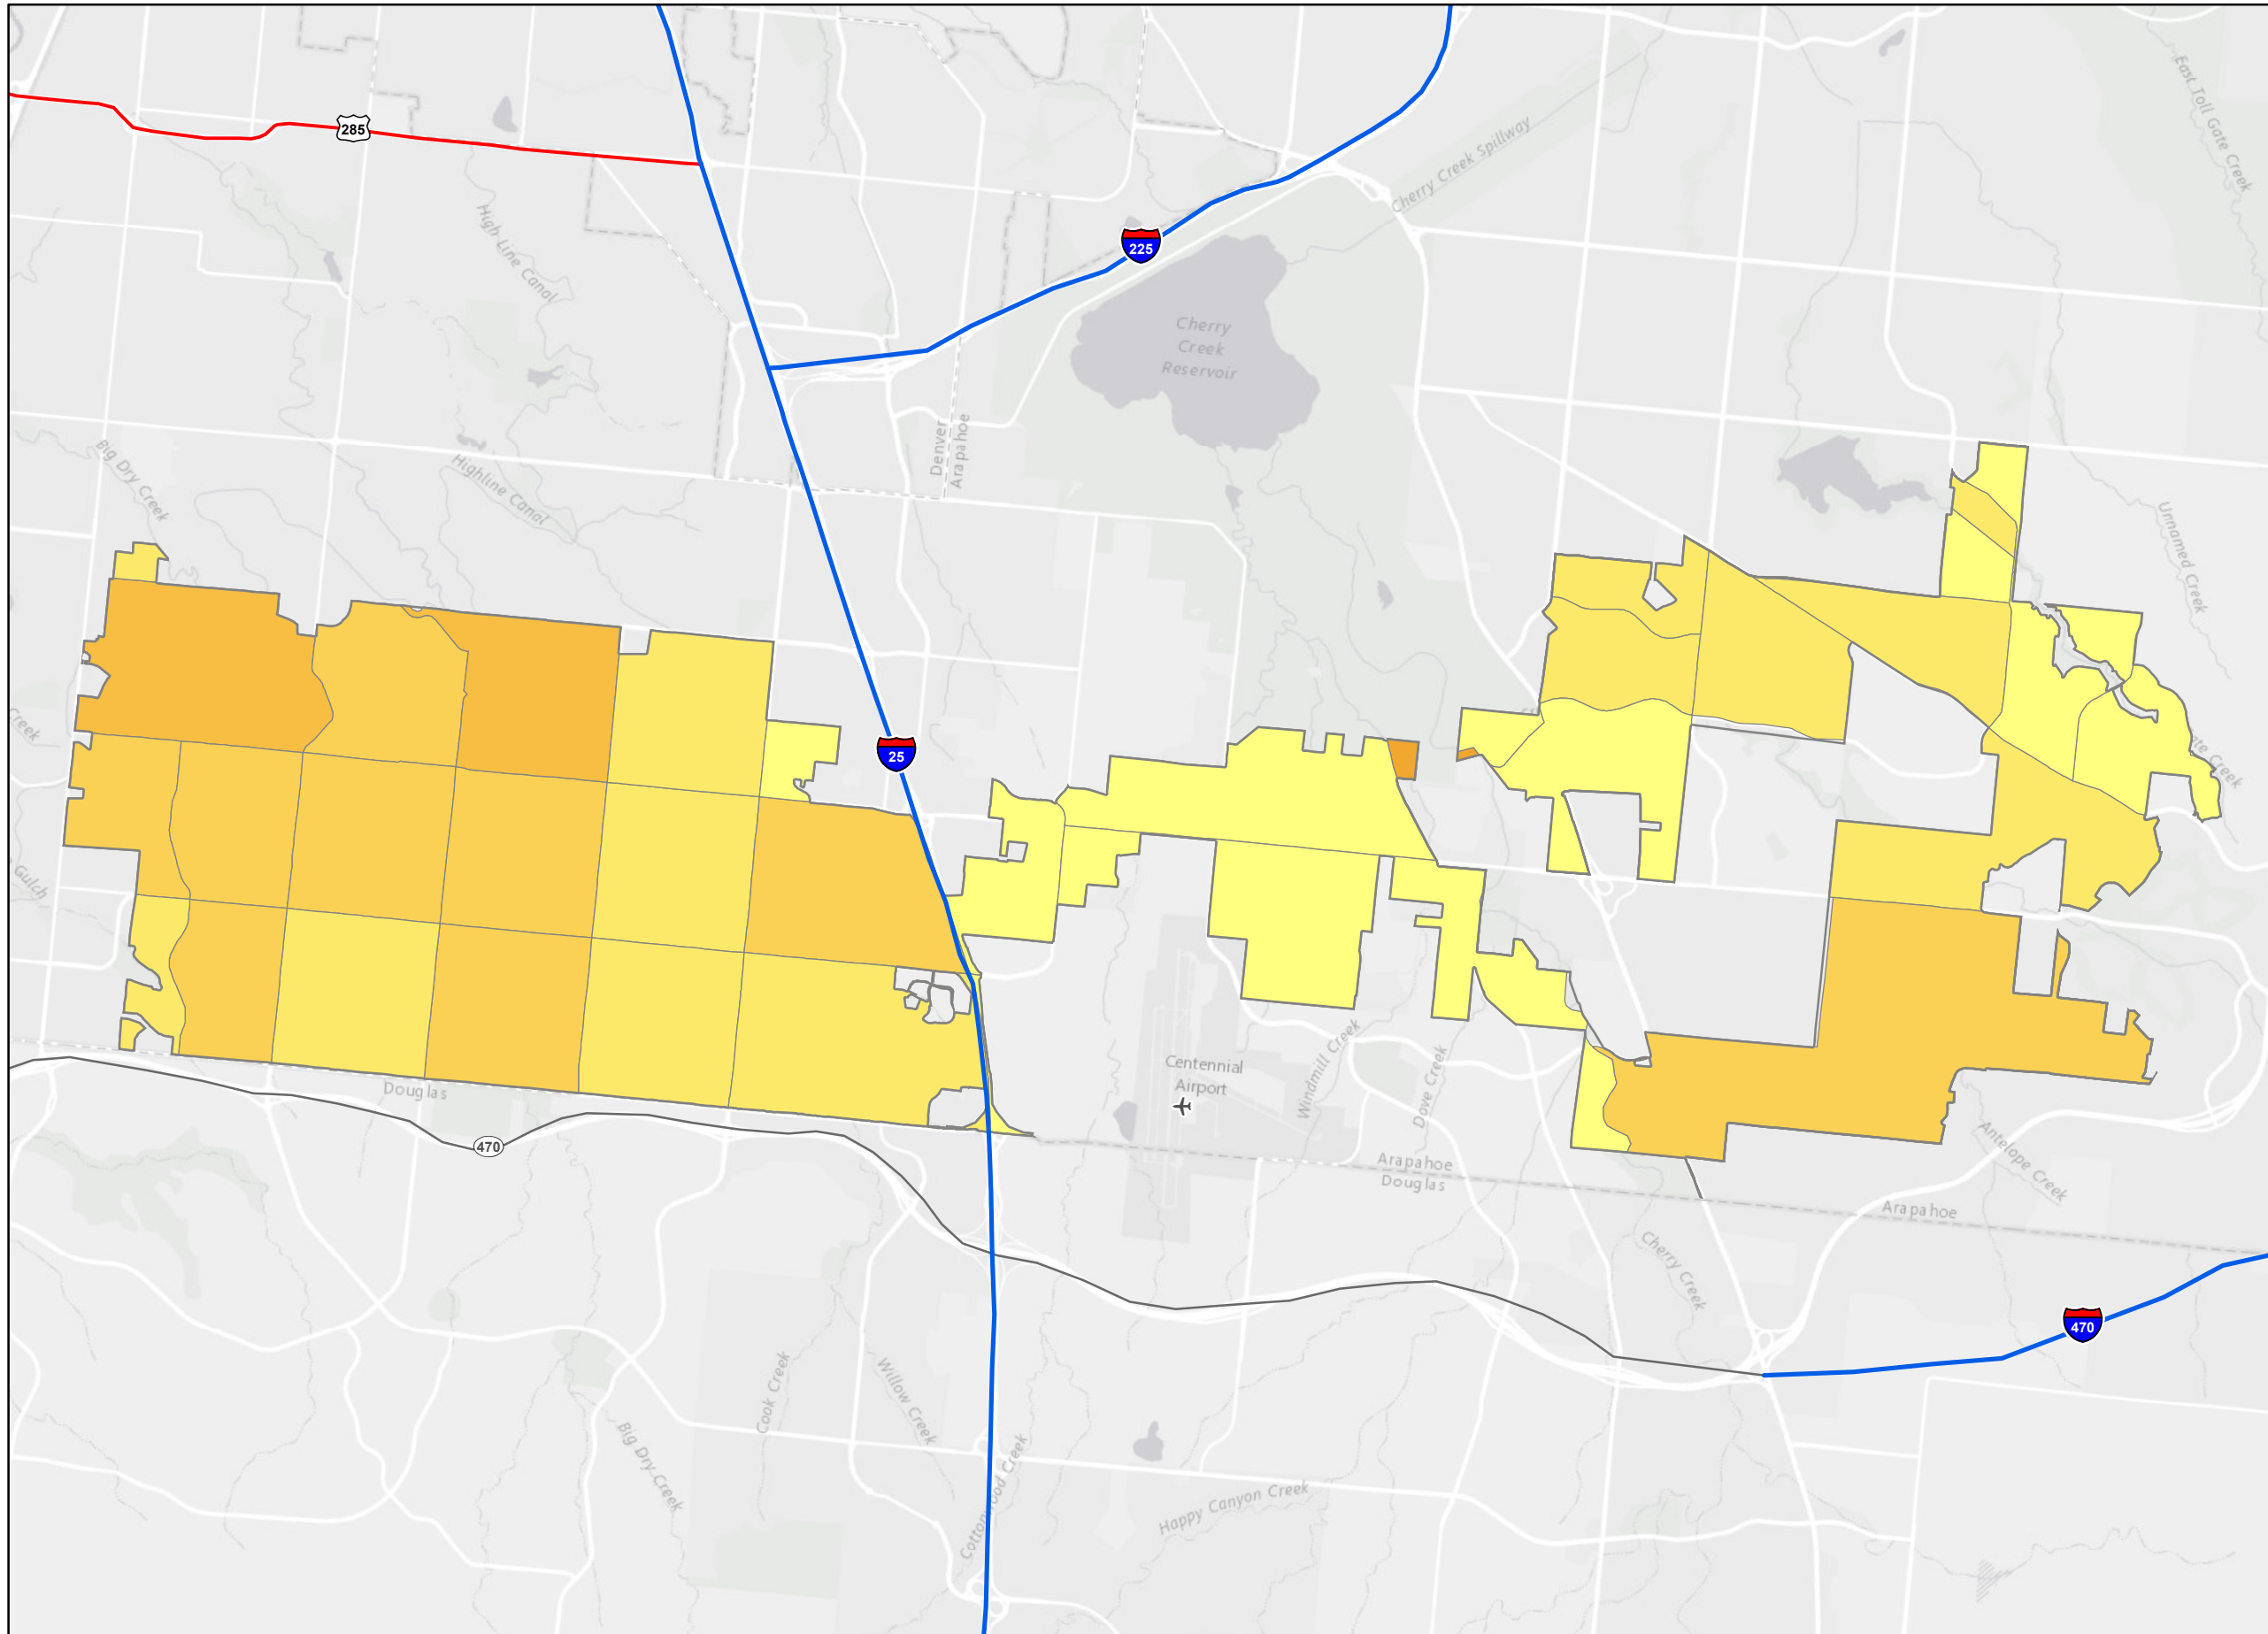 285
High Line Canal
225
Cherry Creek Spillway
East Toll Gate Creek
Cherry
Creek
Reservoir
Denver
Arapahoe
Big Dry Creek
Highline Canal
Unnamed Creek
Creek
Gulch
25
Creek
Centennial
Airport
Windmill Creek
Dove Creek
Douglas
470
Arapahoe
Douglas
Antelope Creek
Arapahoe
Cherry Creek
470
Cook Creek
Willow Creek
Big Dry Creek
Cottonwood Creek
Happy Canyon Creek